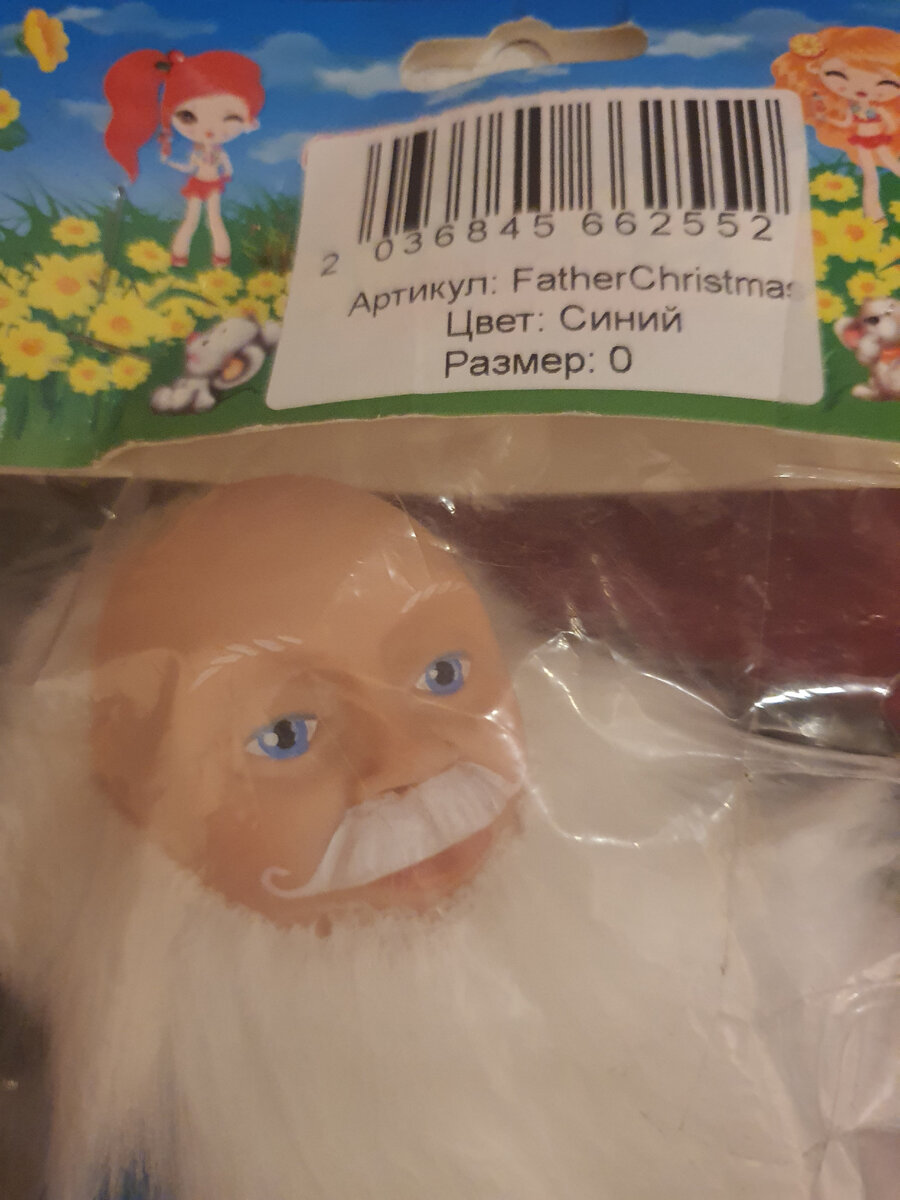 2 036845 662552
Артикул: FatherChristmas
Цвет: Синий
Размер: 0